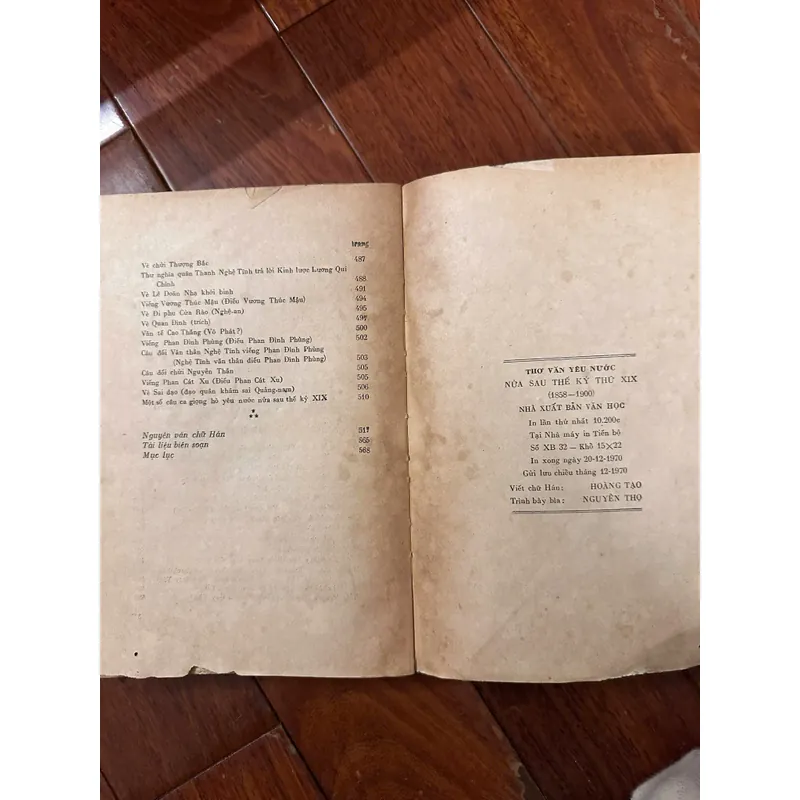 trang
Vè chửi Thượng Bắc 487
Thư nghĩa quân Thanh Nghệ Tĩnh trả lời Kinh lược Lương Qui
Chính 488
Vè Lê Doãn Nhạ khởi binh 491
Viếng Vương Thúc Mậu (Điếu Vương Thúc Mậu) 494
Vè Đi phu Cửa Rào (Nghệ-an) 495
Vè Quan Đình (trích) 497
Văn tế Cao Thắng (Võ Phát?) 500
Viếng Phan Đình Phùng (Điếu Phan Đình Phùng) 502
Câu đối Văn thân Nghệ Tĩnh viếng Phan Đình Phùng
(Nghệ Tĩnh văn thân điếu Phan Đình Phùng) 503
Câu đối chửi Nguyễn Thân 505
Viếng Phan Cát Xu (Điếu Phan Cát Xu) 505
Vè Sai đạo (đạo quân khâm sai Quảng-nam) 506
Một số câu ca giọng hò yêu nước nửa sau thế kỷ XIX 510
Nguyên văn chữ Hán 517
Tài liệu biên soạn 565
Mục lục 568
THƠ VĂN YÊU NƯỚC
NỬA SAU THẾ KỶ THỨ XIX
(1858—1900)
NHÀ XUẤT BẢN VĂN HỌC
In lần thứ nhất 10.200c
Tại Nhà máy in Tiến bộ
Số XB 32 — Khổ 15×22
In xong ngày 20-12-1970
Gửi lưu chiểu tháng 12-1970
Viết chữ Hán: HOÀNG TẠO
Trình bày bìa: NGUYỄN THỌ